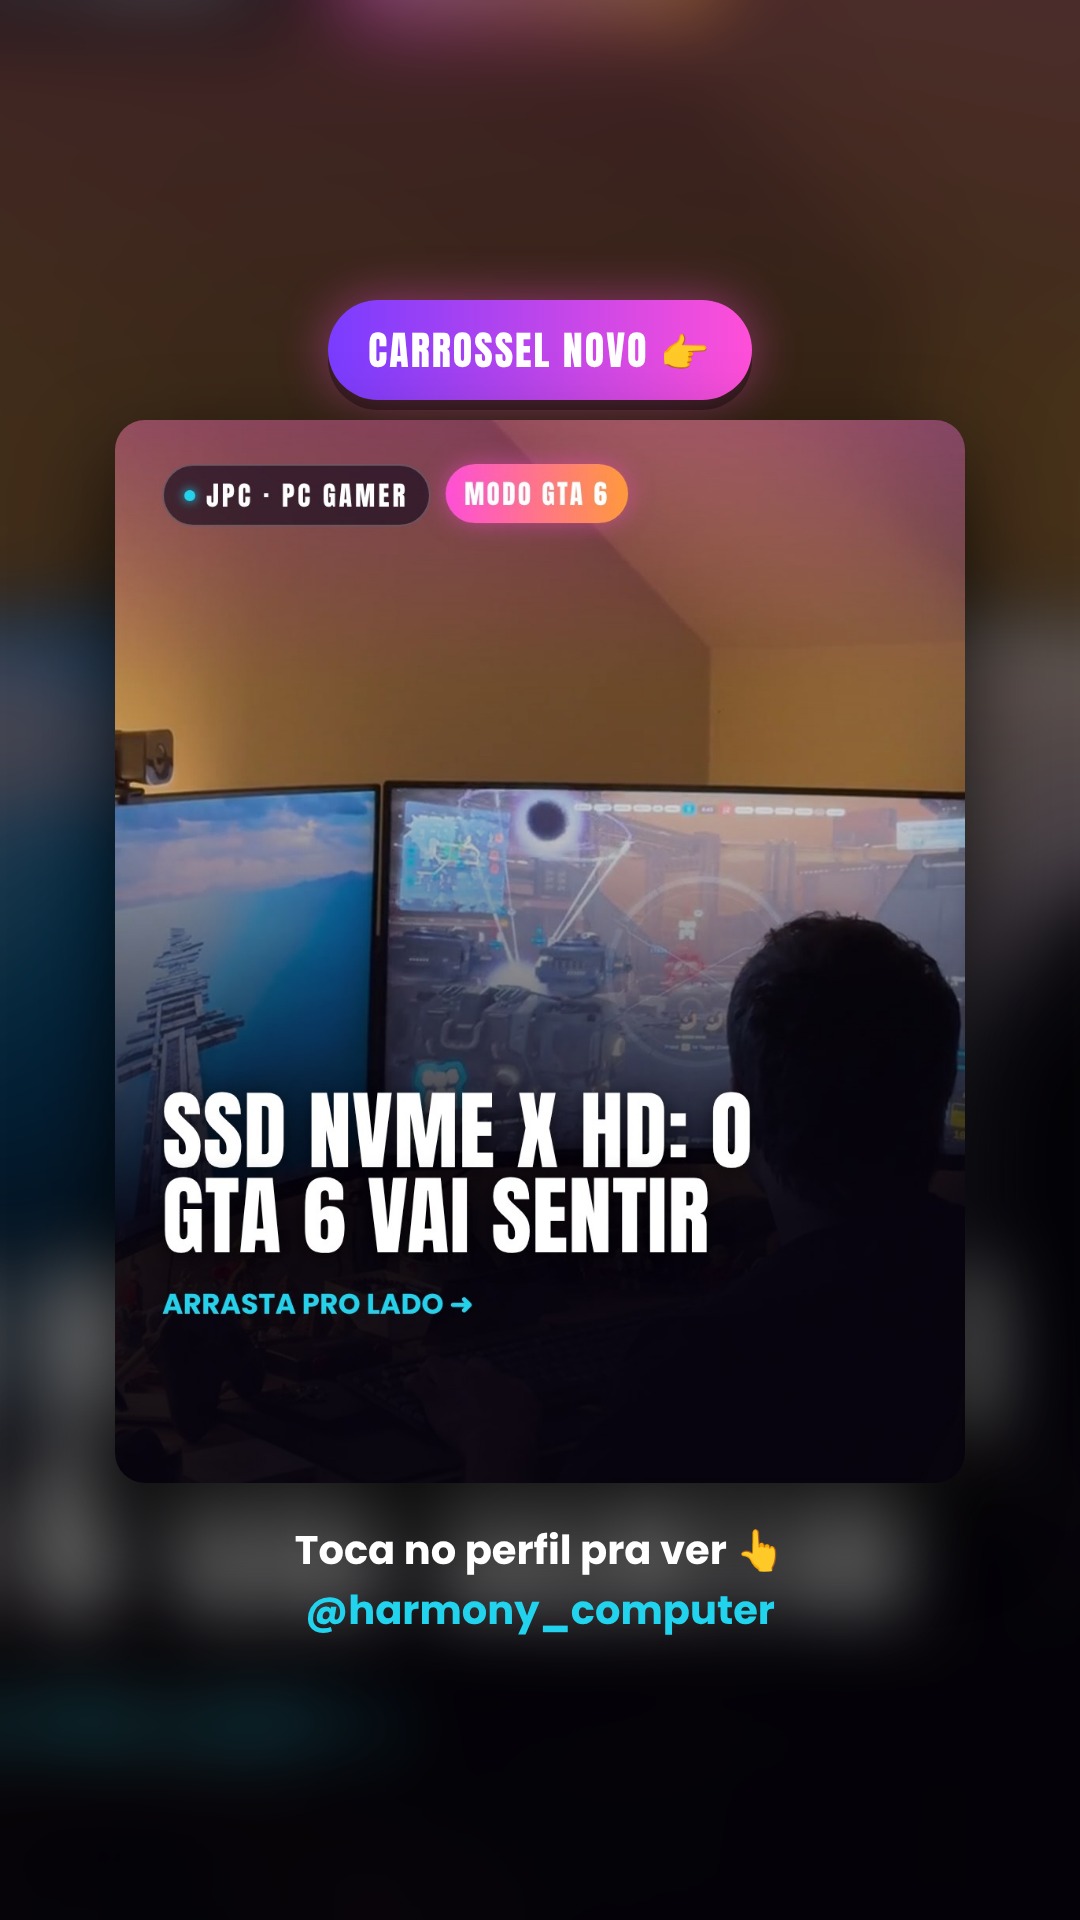 CARROSSEL NOVO 👉
JPC · PC GAMER
MODO GTA 6
SSD NVME X HD: O
GTA 6 VAI SENTIR
ARRASTA PRO LADO ➜
Toca no perfil pra ver 👆
@harmony_computer